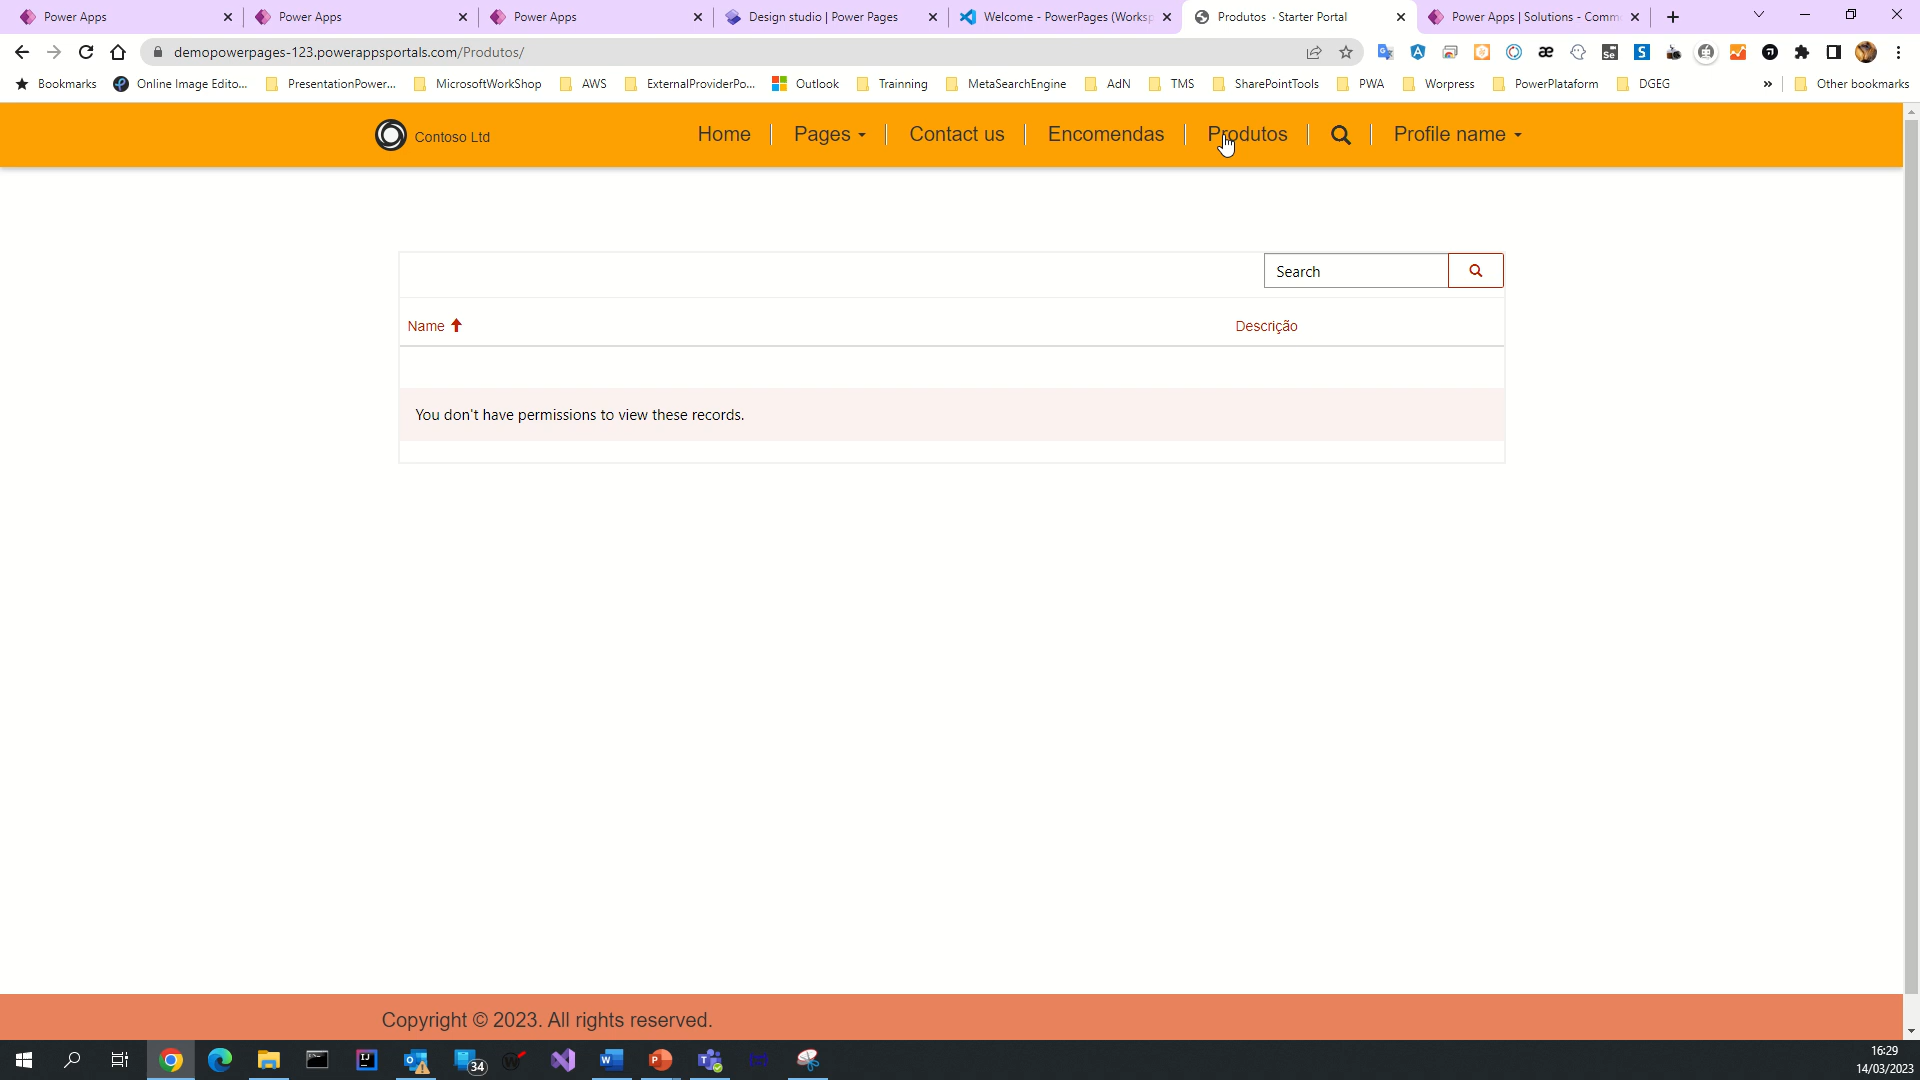 Power Apps
Power Apps
Power Apps
Design studio | Power Pages
Welcome - PowerPages (Worksp
Produtos · Starter Portal
Power Apps | Solutions - Comm
demopowerpages-123.powerappsportals.com/Produtos/
Bookmarks
Online Image Edito...
PresentationPower...
MicrosoftWorkShop
AWS
ExternalProviderPo...
Outlook
Trainning
MetaSearchEngine
AdN
TMS
SharePointTools
PWA
Worpress
PowerPlataform
DGEG
»
Other bookmarks
Contoso Ltd
Home
Pages
Contact us
Encomendas
Produtos
Profile name
Search
Name
Descrição
You don't have permissions to view these records.
Copyright © 2023. All rights reserved.
34
16:29
14/03/2023